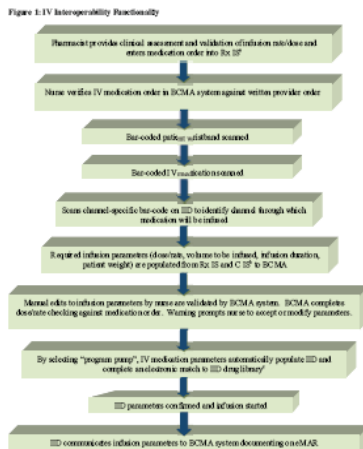 Figure 1: IV Interoperability Functionality
Pharmacist provides clinical assessment and validation of infusion rate/dose and
enters medication order into Rx IS
Nurse verifies IV medication order in BCMA system against written provider order
Bar-coded patient wristband scanned
Bar-coded IV medication scanned
Scans channel-specific bar-code on IID to identify channel through which
medication will be infused
Required infusion parameters (dose/rate, volume to be infused, infusion duration,
patient weight) are populated from Rx IS and C IS to BCMA
Manual edits to infusion parameters by nurse are validated by BCMA system. BCMA completes
dose/rate checking against medication order. Warning prompts nurse to accept or modify parameters.
By selecting “program pump”, IV medication parameters automatically populate IID and
complete an electronic match to IID drug library
IID parameters confirmed and infusion started
IID communicates infusion parameters to BCMA system documenting on eMAR